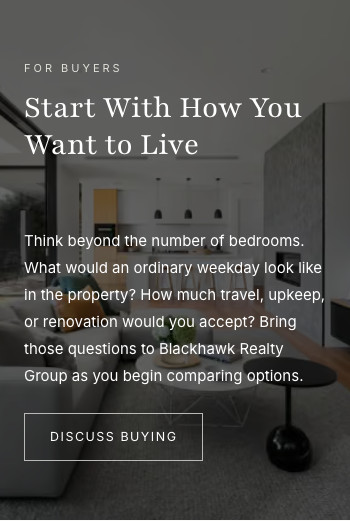 FOR BUYERS
Start With How You
Want to Live
Think beyond the number of bedrooms.
What would an ordinary weekday look like
in the property? How much travel, upkeep,
or renovation would you accept? Bring
those questions to Blackhawk Realty
Group as you begin comparing options.
DISCUSS BUYING